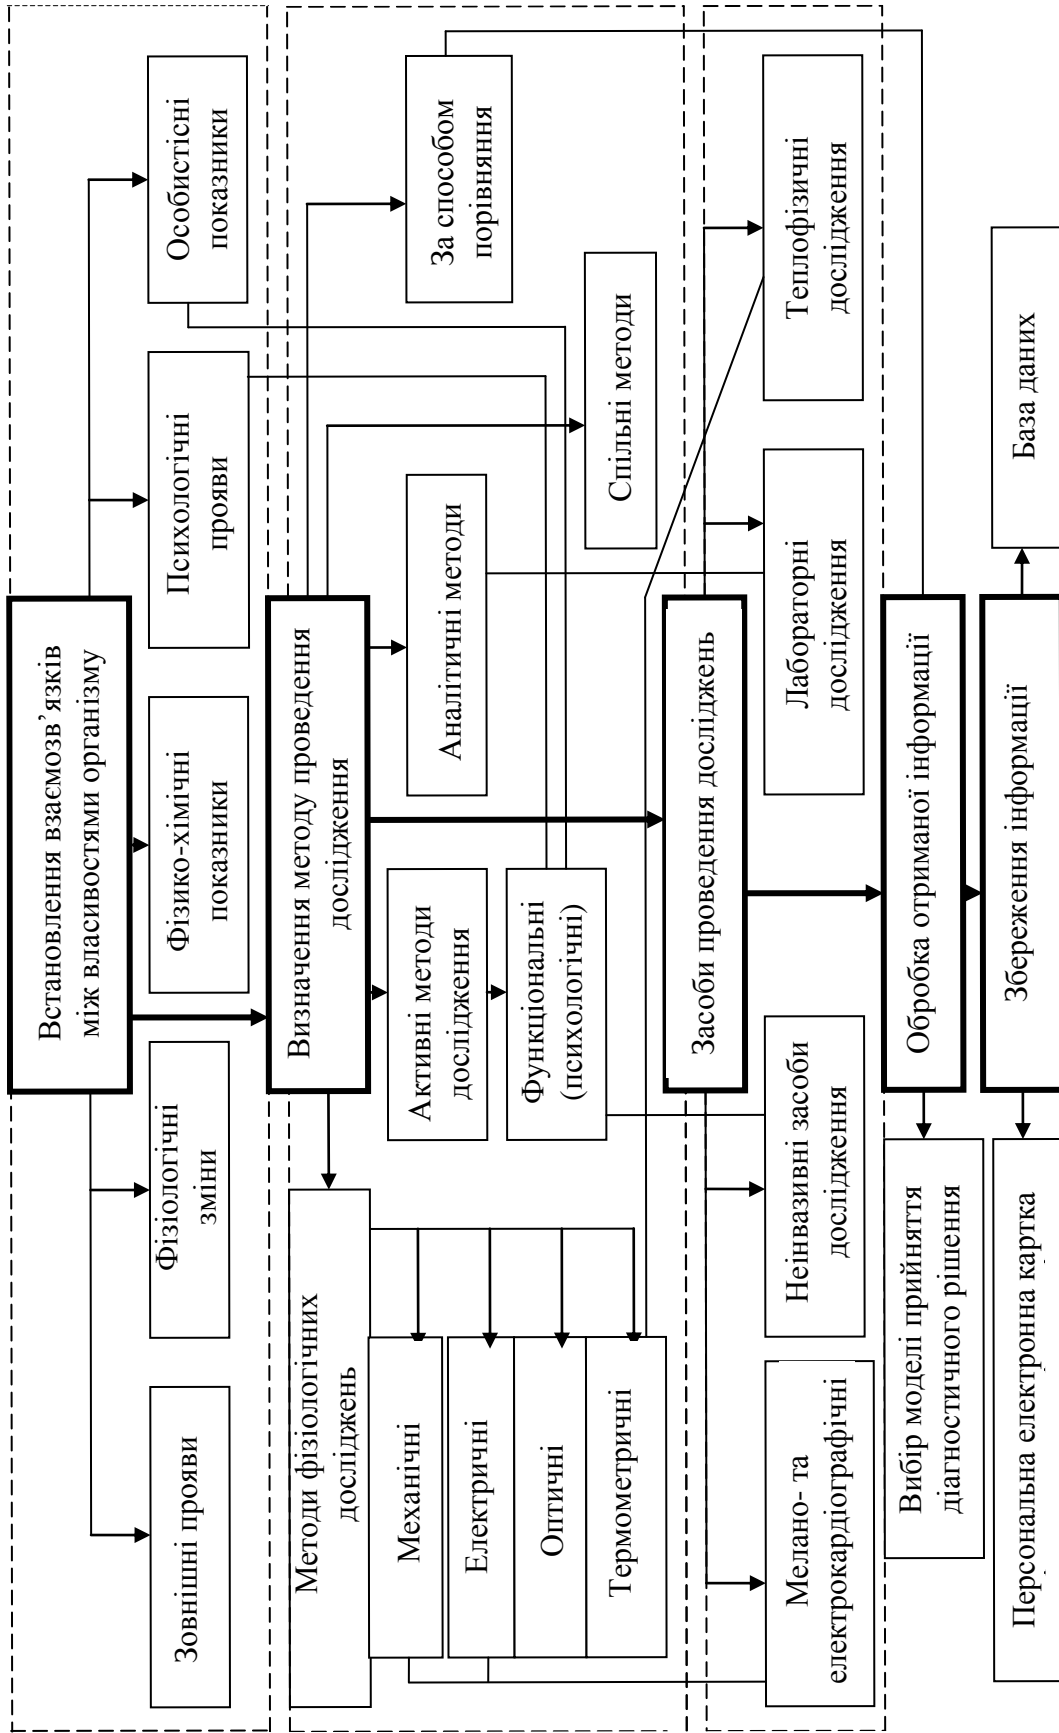 Встановлення взаємозв’язків
між властивостями організму
Зовнішні прояви
Фізіологічні
зміни
Фізико-хімічні
показники
Психологічні
прояви
Особистісні
показники
Визначення методу проведення
дослідження
Методи фізіологічних
досліджень
Механічні
Електричні
Оптичні
Термометричні
Активні методи
дослідження
Функціональні
(психологічні)
Аналітичні методи
Спільні методи
За способом
порівняння
Засоби проведення досліджень
Мелано- та
електрокардіографічні
Неінвазивні засоби
дослідження
Лабораторні
дослідження
Теплофізичні
дослідження
Обробка отриманої інформації
Вибір моделі прийняття
діагностичного рішення
Збереження інформації
Персональна електронна картка
База даних